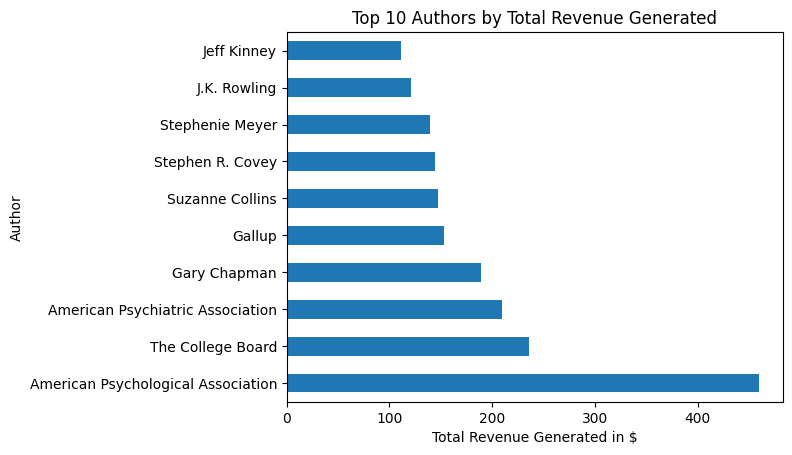 Top 10 Authors by Total Revenue Generated
Author
Jeff Kinney
J.K. Rowling
Stephenie Meyer
Stephen R. Covey
Suzanne Collins
Gallup
Gary Chapman
American Psychiatric Association
The College Board
American Psychological Association
0 100 200 300 400
Total Revenue Generated in $